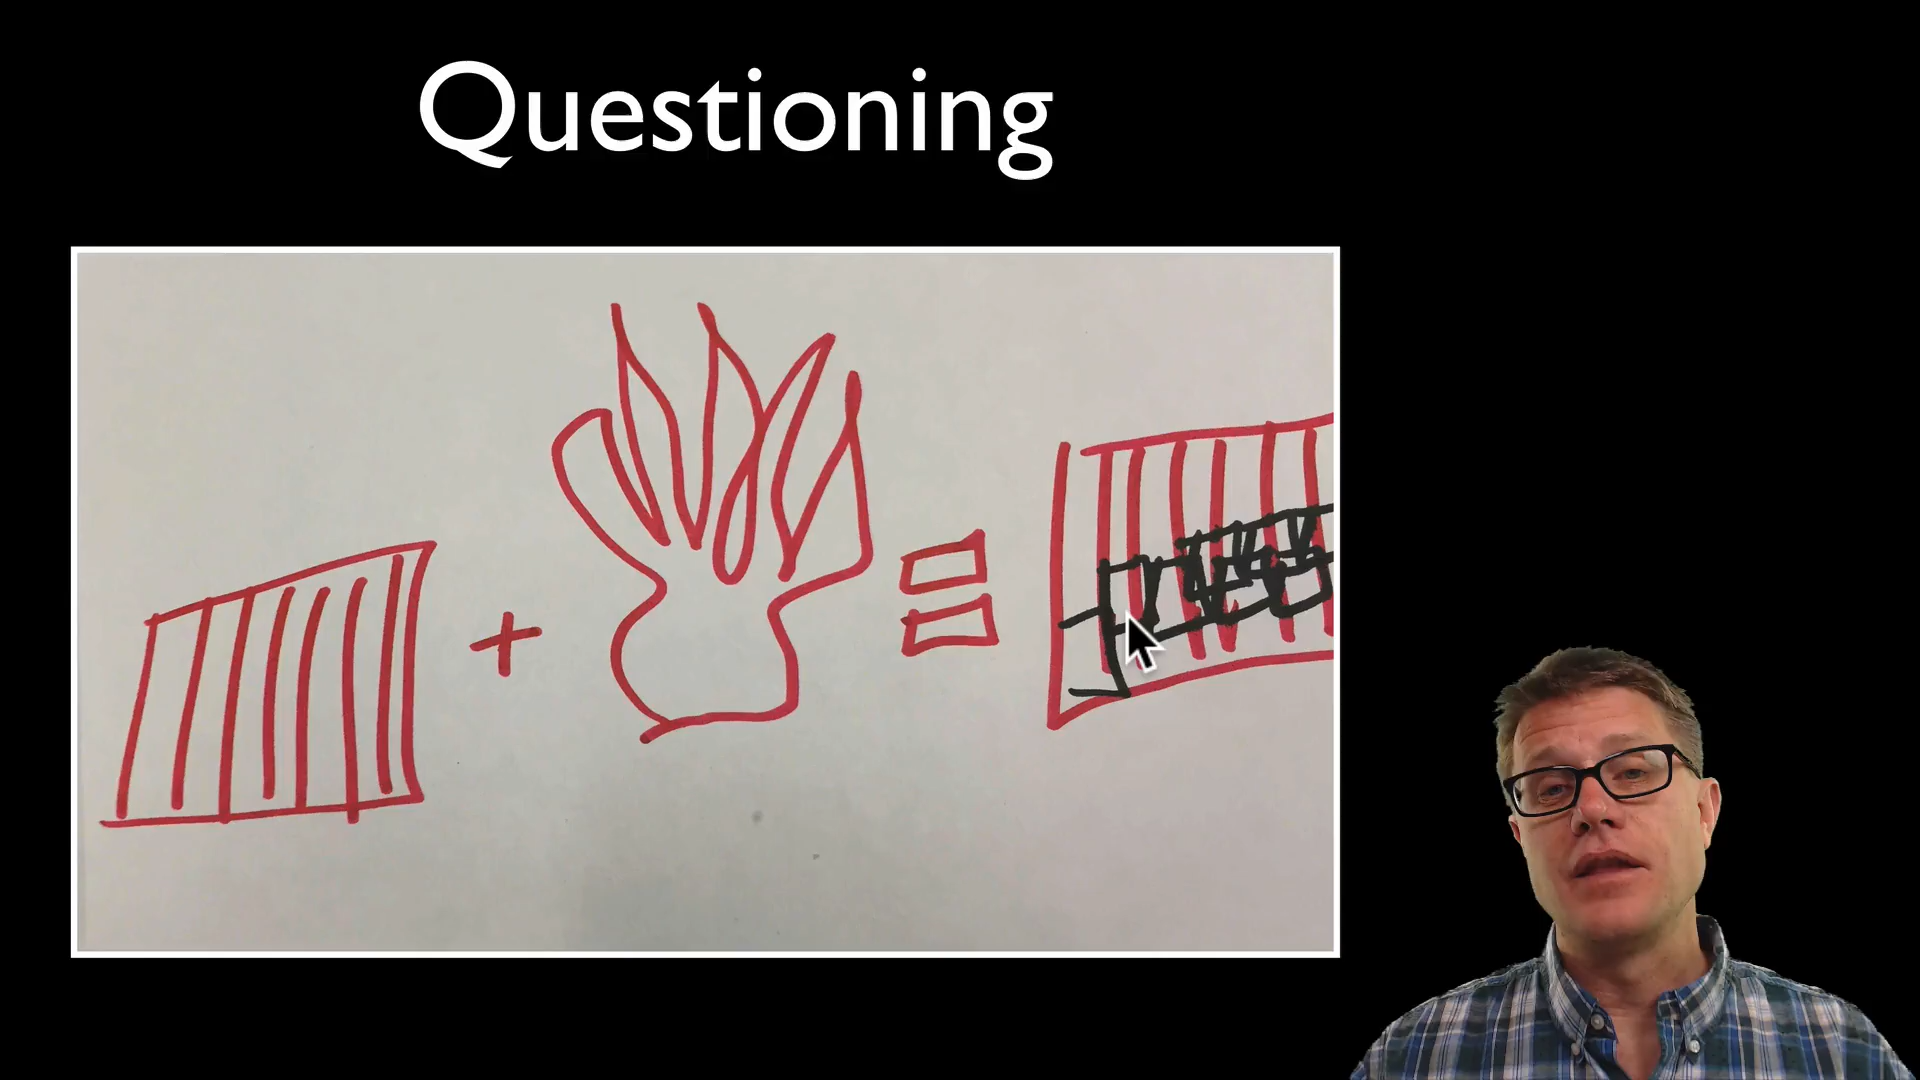 Questioning
+ =